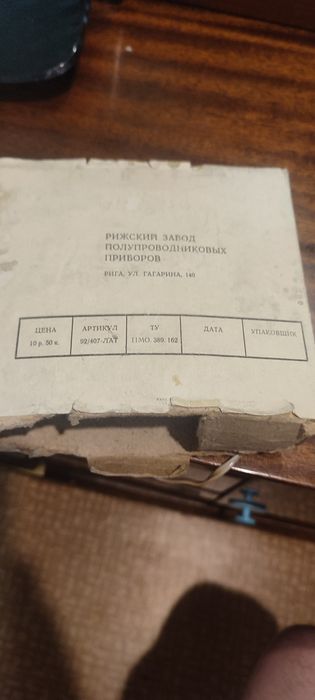 РИЖСКИЙ ЗАВОД
ПОЛУПРОВОДНИКОВЫХ
ПРИБОРОВ
РИГА, УЛ. ГАГАРИНА, 140
ЦЕНА АРТИКУЛ ТУ ДАТА УПАКОВЩИК
10 р. 50 к. 92/407-ЛАТ ПМО. 389. 162